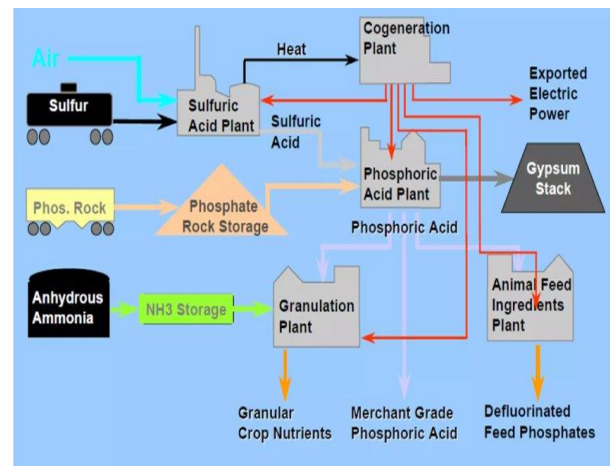 Air
Sulfur
Sulfuric
Acid Plant
Heat
Cogeneration
Plant
Exported
Electric
Power
Sulfuric
Acid
Phos. Rock
Phosphate
Rock Storage
Phosphoric
Acid Plant
Gypsum
Stack
Phosphoric Acid
Anhydrous
Ammonia
NH3 Storage
Granulation
Plant
Animal Feed
Ingredients
Plant
Granular
Crop Nutrients
Merchant Grade
Phosphoric Acid
Defluorinated
Feed Phosphates